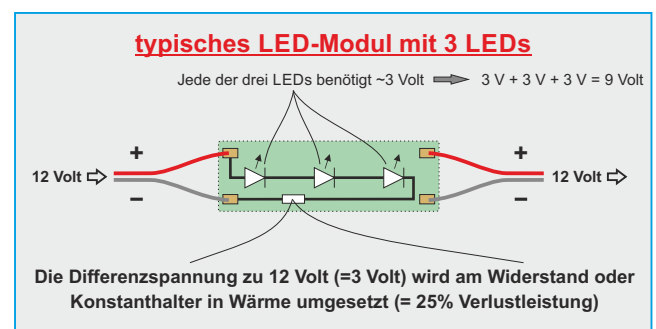 typisches LED-Modul mit 3 LEDs
Jede der drei LEDs benötigt ~3 Volt 3 V + 3 V + 3 V = 9 Volt
+ +
12 Volt 12 Volt
– –
Die Differenzspannung zu 12 Volt (=3 Volt) wird am Widerstand oder
Konstanthalter in Wärme umgesetzt (= 25% Verlustleistung)